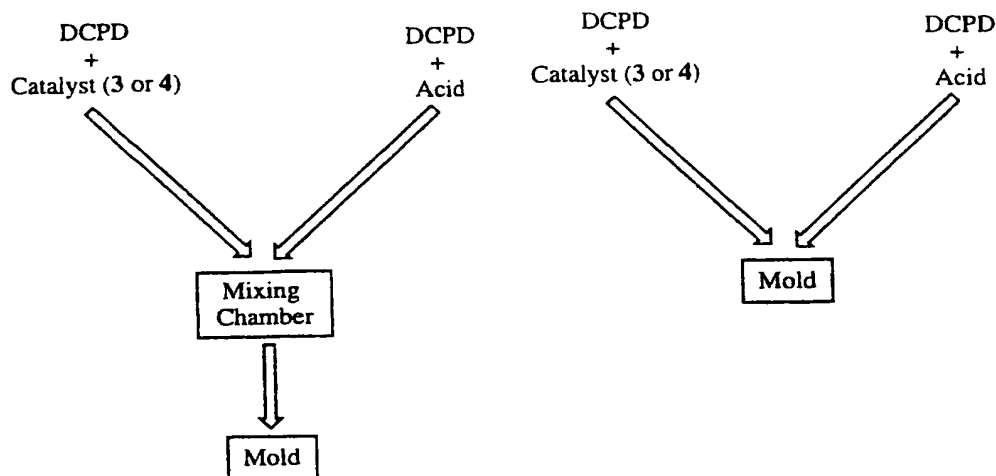 DCPD
+
Catalyst (3 or 4)
DCPD
+
Acid
Mixing
Chamber
Mold
DCPD
+
Catalyst (3 or 4)
DCPD
+
Acid
Mold